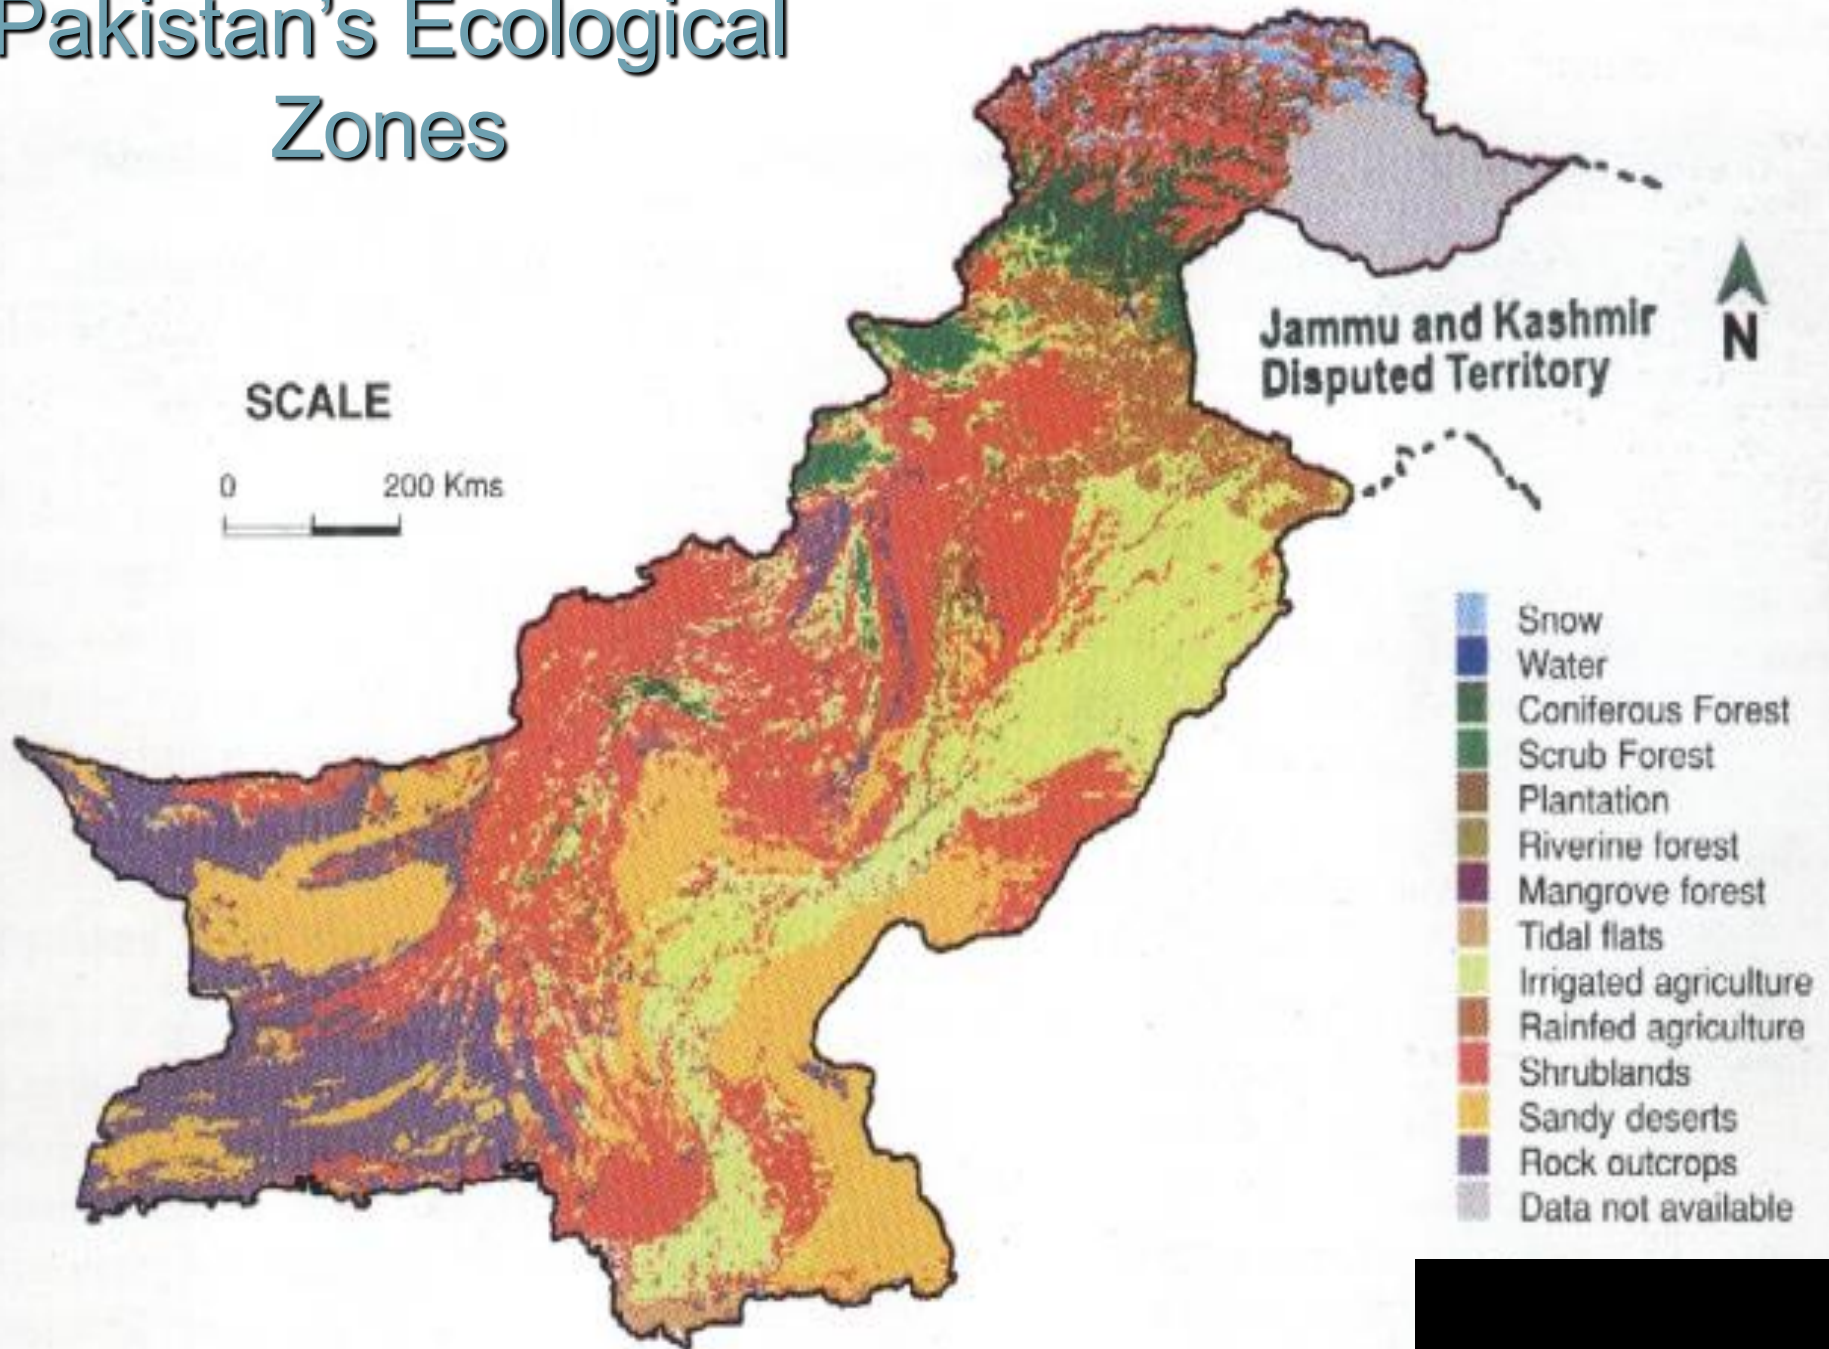 Pakistan's Ecological
Zones
Jammu and Kashmir
Disputed Territory
N
SCALE
0 200 Kms
Snow
Water
Coniferous Forest
Scrub Forest
Plantation
Riverine forest
Mangrove forest
Tidal flats
Irrigated agriculture
Rainfed agriculture
Shrublands
Sandy deserts
Rock outcrops
Data not available